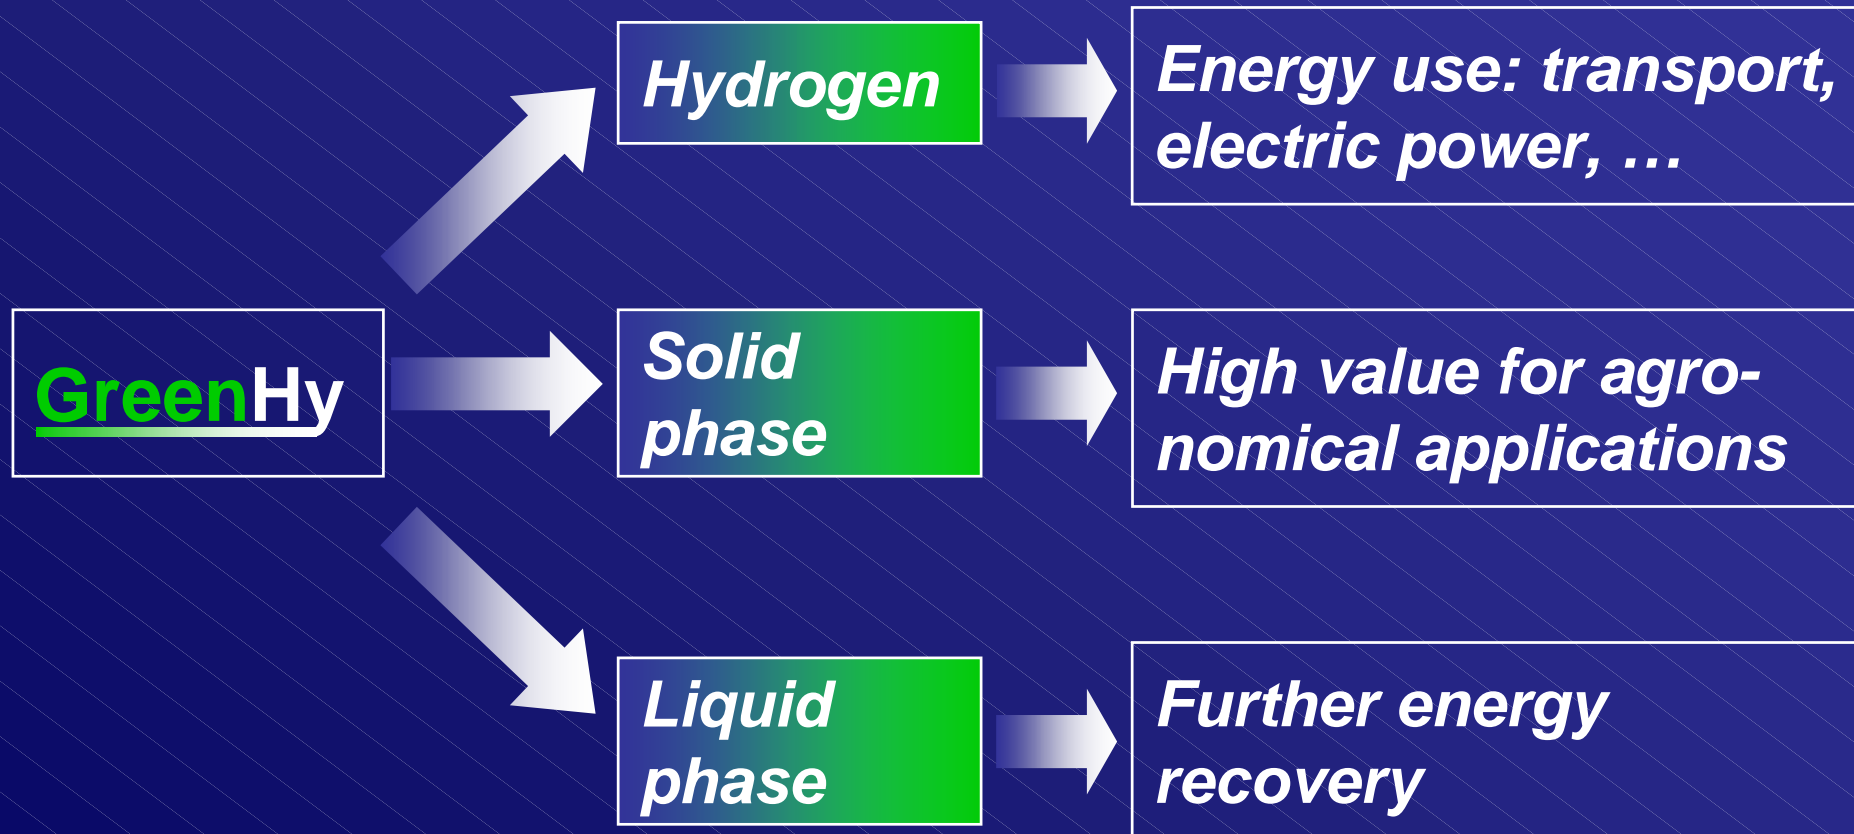 Hydrogen
Energy use: transport,
electric power, …
GreenHy
Solid
phase
High value for agro-
nomical applications
Liquid
phase
Further energy
recovery